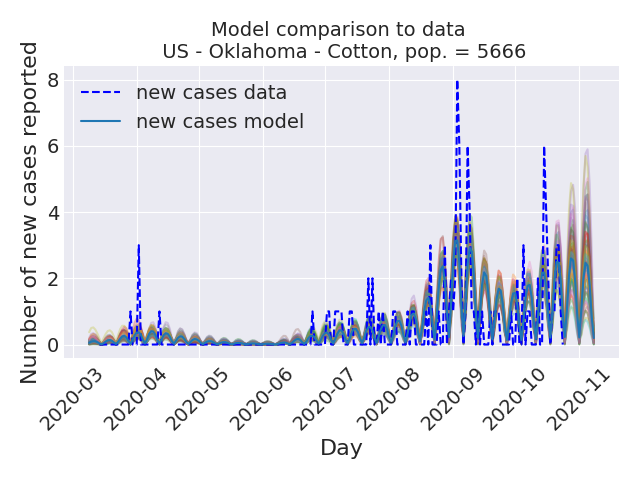 Model comparison to data
US - Oklahoma - Cotton, pop. = 5666
Number of new cases reported
8
6
4
2
0
new cases data
new cases model
2020-03
2020-04
2020-05
2020-06
2020-07
2020-08
2020-09
2020-10
2020-11
Day